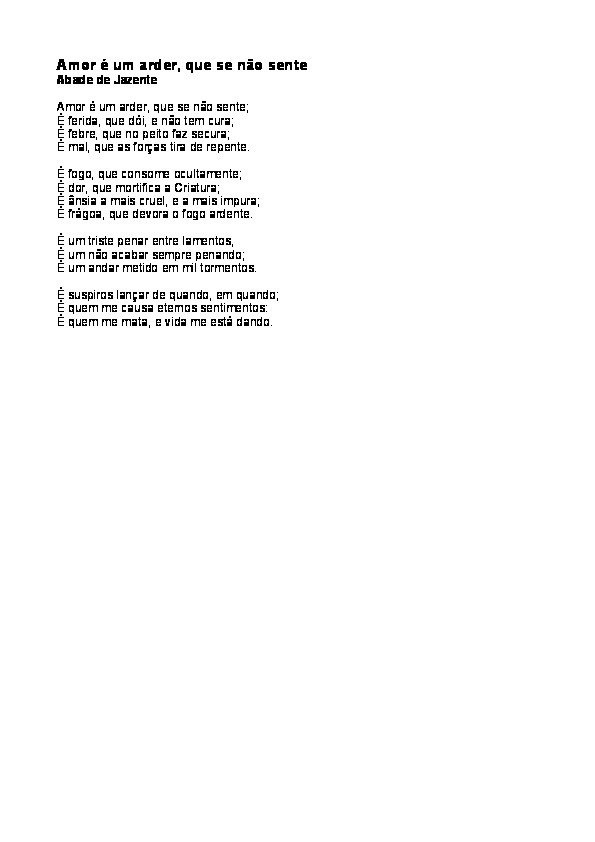 Amor é um arder, que se não sente
Abade de Jazente
Amor é um arder, que se não sente;
É ferida, que dói, e não tem cura;
É febre, que no peito faz secura;
É mal, que as forças tira de repente.
É fogo, que consome ocultamente;
É dor, que mortifica a Criatura;
É ânsia a mais cruel, e a mais impura;
É frágoa, que devora o fogo ardente.
É um triste penar entre lamentos,
É um não acabar sempre penando;
É um andar metido em mil tormentos.
É suspiros lançar de quando, em quando;
É quem me causa eternos sentimentos:
É quem me mata, e vida me está dando.